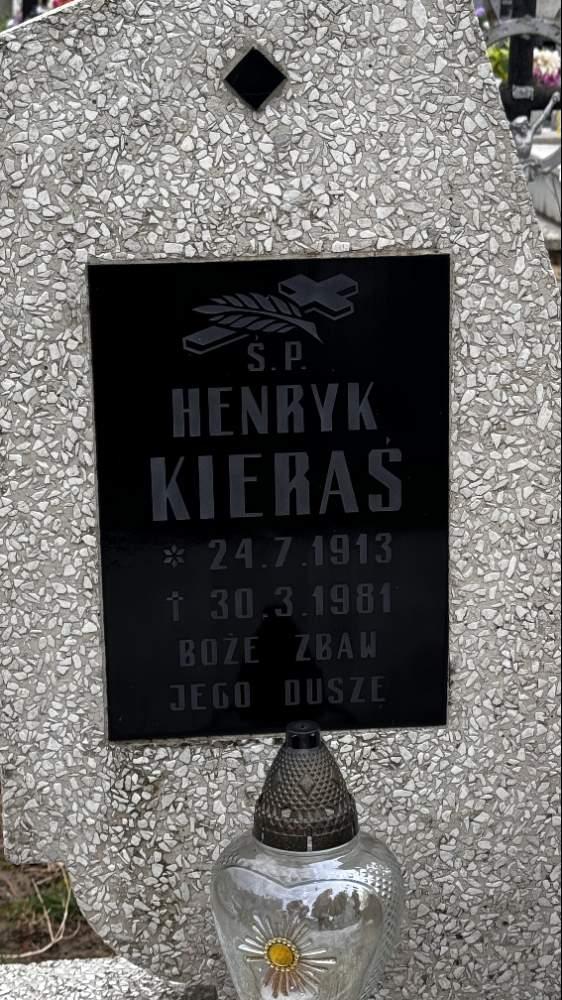 Ś.P.
HENRYK
KIERAŚ
* 24.7.1913
† 30.3.1981
BOŻE ZBAW
JEGO DUSZĘ